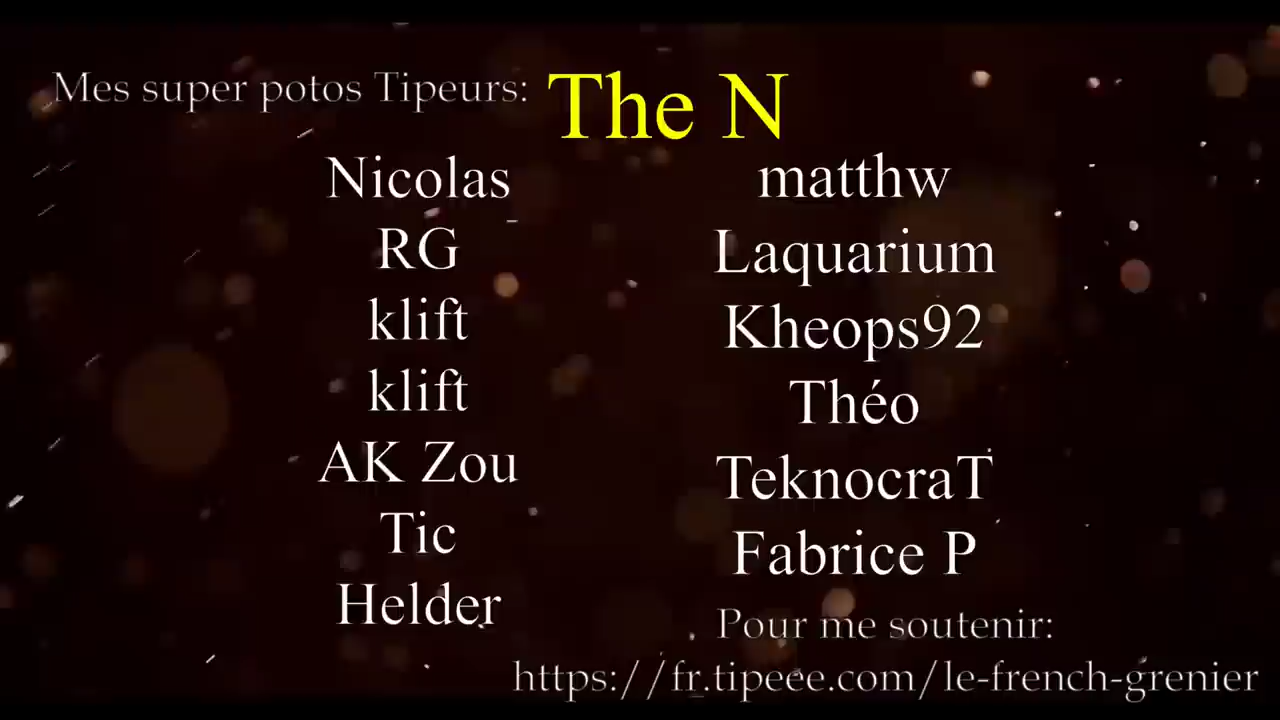 Mes super potos Tipeurs: The N
Nicolas
RG
klift
klift
AK Zou
Tic
Helder
matthw
Laquarium
Kheops92
Théo
TeknocraT
Fabrice P
Pour me soutenir:
https://fr.tipeee.com/le-french-grenier